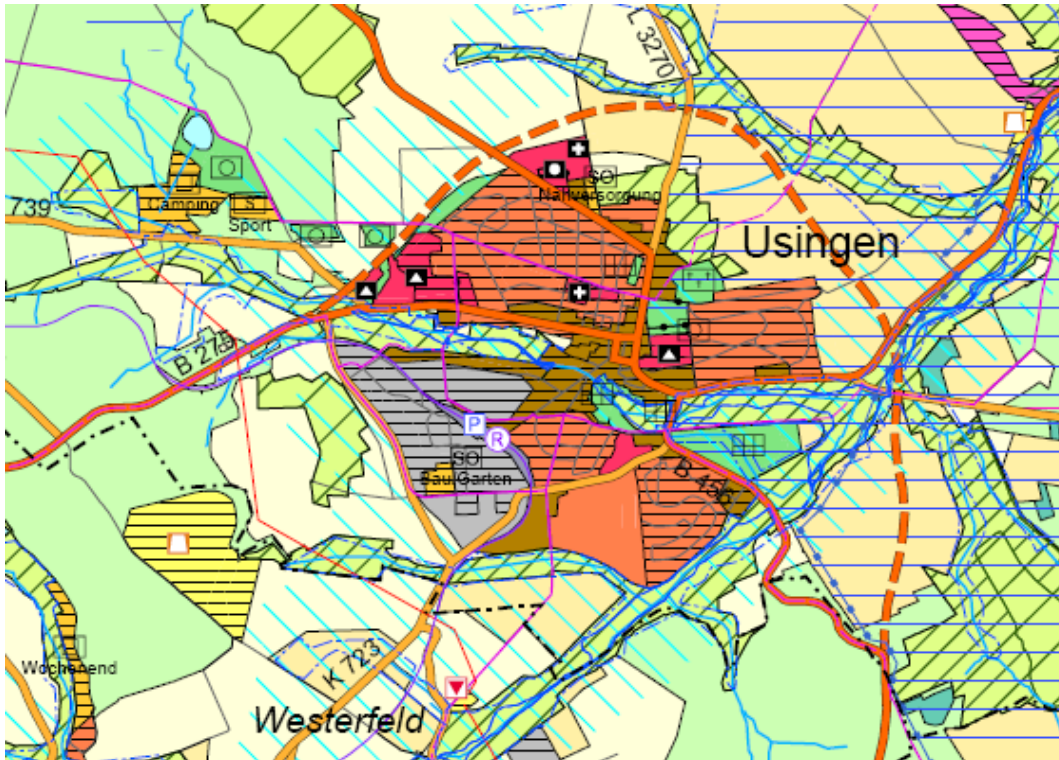 L 3270
SO
Nahversorgung
739
Camping
S
Sport
Usingen
B 275
P
R
SO
Bau/Garten
B 456
Wochenend
K 723
Westerfeld